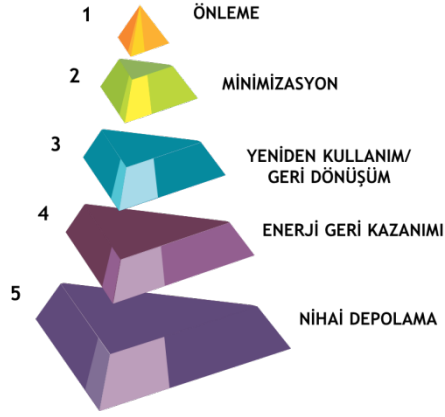 1 ÖNLEME
2 MİNİMİZASYON
3 YENİDEN KULLANIM/
GERİ DÖNÜŞÜM
4 ENERJİ GERİ KAZANIMI
5 NİHAİ DEPOLAMA